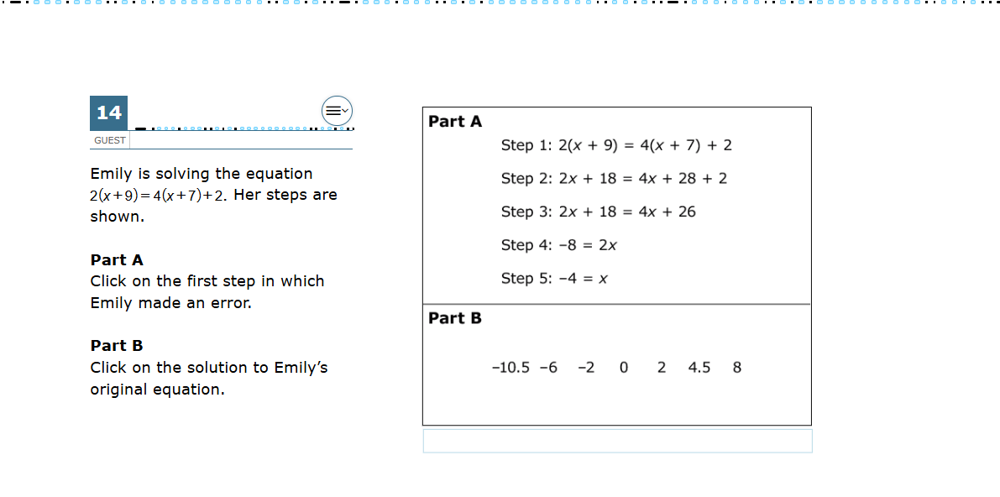 14
GUEST
Emily is solving the equation
2(x+9)=4(x+7)+2. Her steps are
shown.
Part A
Click on the first step in which
Emily made an error.
Part B
Click on the solution to Emily’s
original equation.
Part A
Step 1: 2(x + 9) = 4(x + 7) + 2
Step 2: 2x + 18 = 4x + 28 + 2
Step 3: 2x + 18 = 4x + 26
Step 4: –8 = 2x
Step 5: –4 = x
Part B
–10.5 –6 –2 0 2 4.5 8